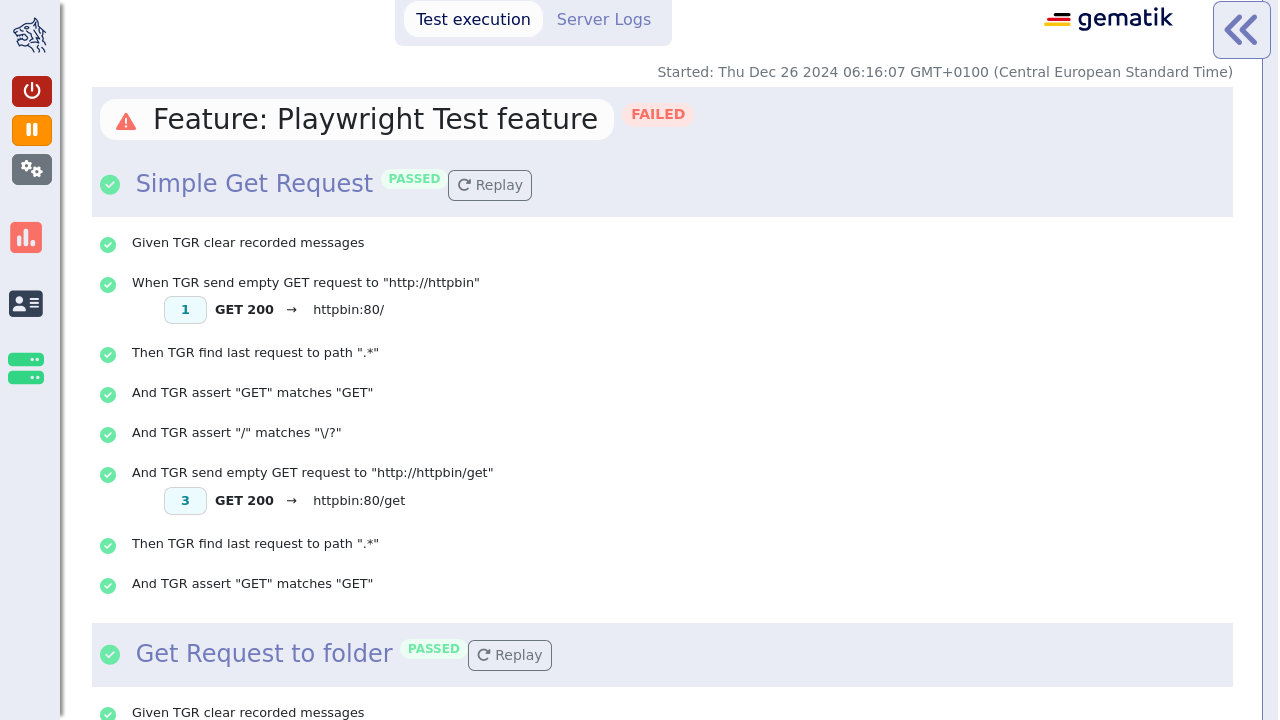 Test execution Server Logs
gematik
Started: Thu Dec 26 2024 06:16:07 GMT+0100 (Central European Standard Time)
Feature: Playwright Test feature FAILED
Simple Get Request PASSED Replay
Given TGR clear recorded messages
When TGR send empty GET request to "http://httpbin"
1 GET 200 → httpbin:80/
Then TGR find last request to path ".*"
And TGR assert "GET" matches "GET"
And TGR assert "/" matches "\/?"
And TGR send empty GET request to "http://httpbin/get"
3 GET 200 → httpbin:80/get
Then TGR find last request to path ".*"
And TGR assert "GET" matches "GET"
Get Request to folder PASSED Replay
Given TGR clear recorded messages